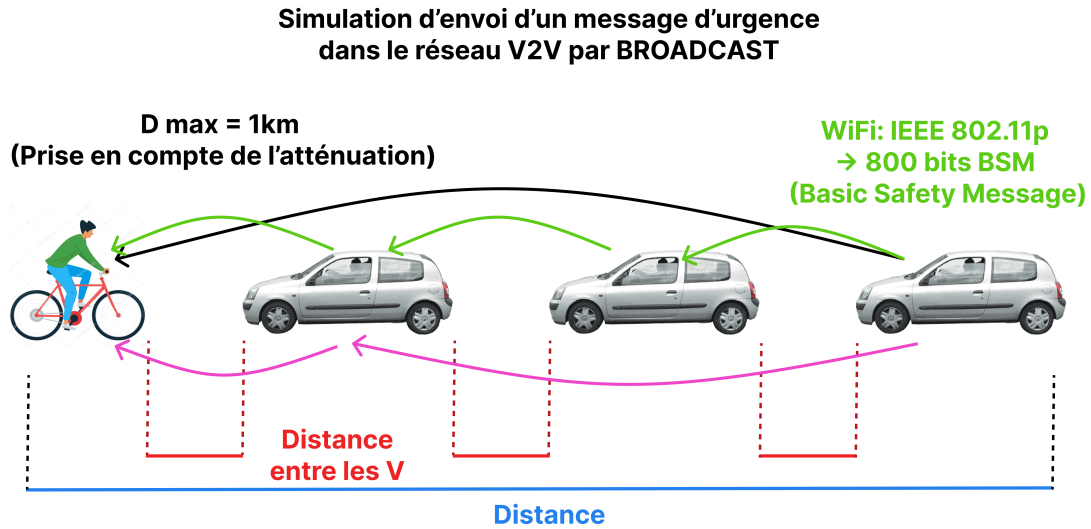 Simulation d’envoi d’un message d’urgence
dans le réseau V2V par BROADCAST
D max = 1km
(Prise en compte de l’atténuation)
WiFi: IEEE 802.11p
→ 800 bits BSM
(Basic Safety Message)
Distance
entre les V
Distance